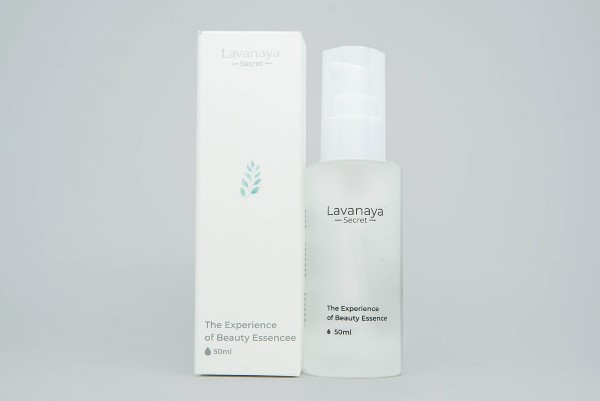 Lavanaya
Secret
The Experience
of Beauty Essencee
50ml
Lavanaya
Secret
The Experience
of Beauty Essence
50ml